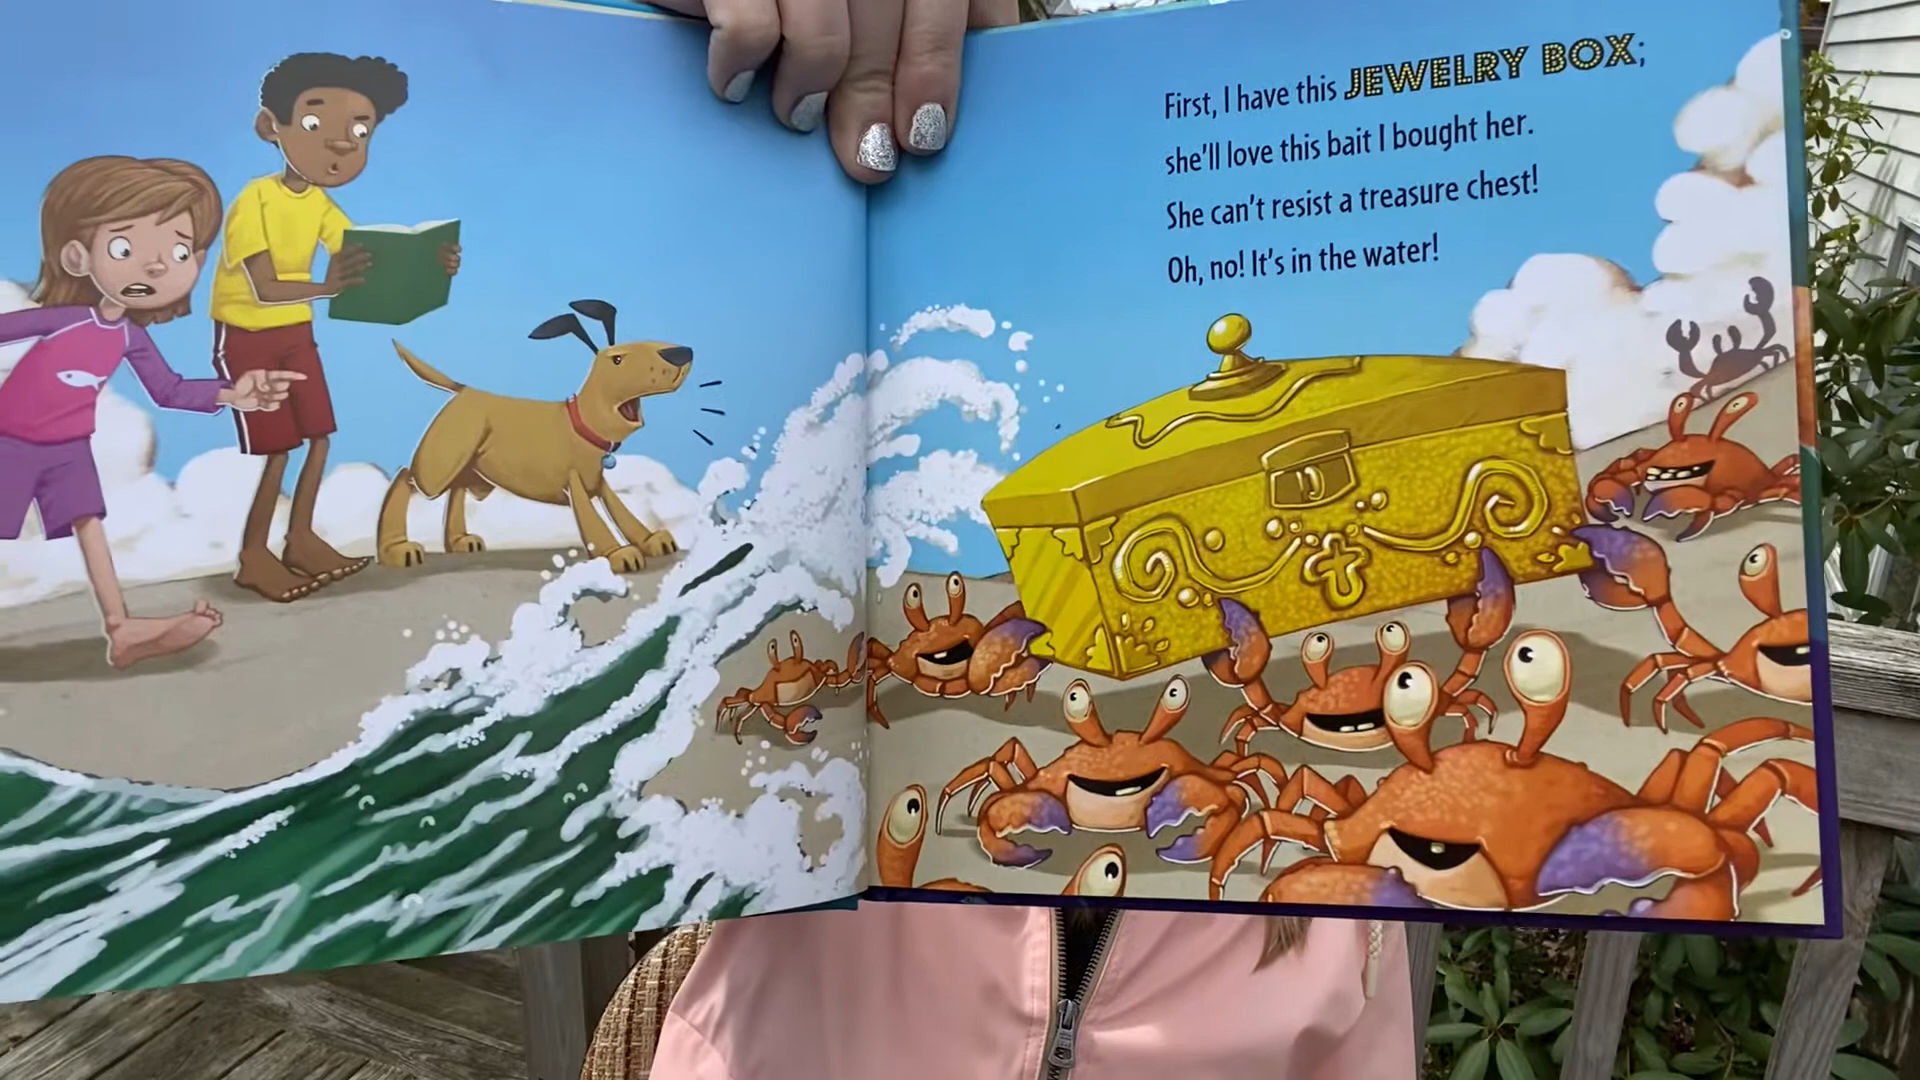 First, I have this JEWELRY BOX;
she'll love this bait I bought her.
She can't resist a treasure chest!
Oh, no! It's in the water!